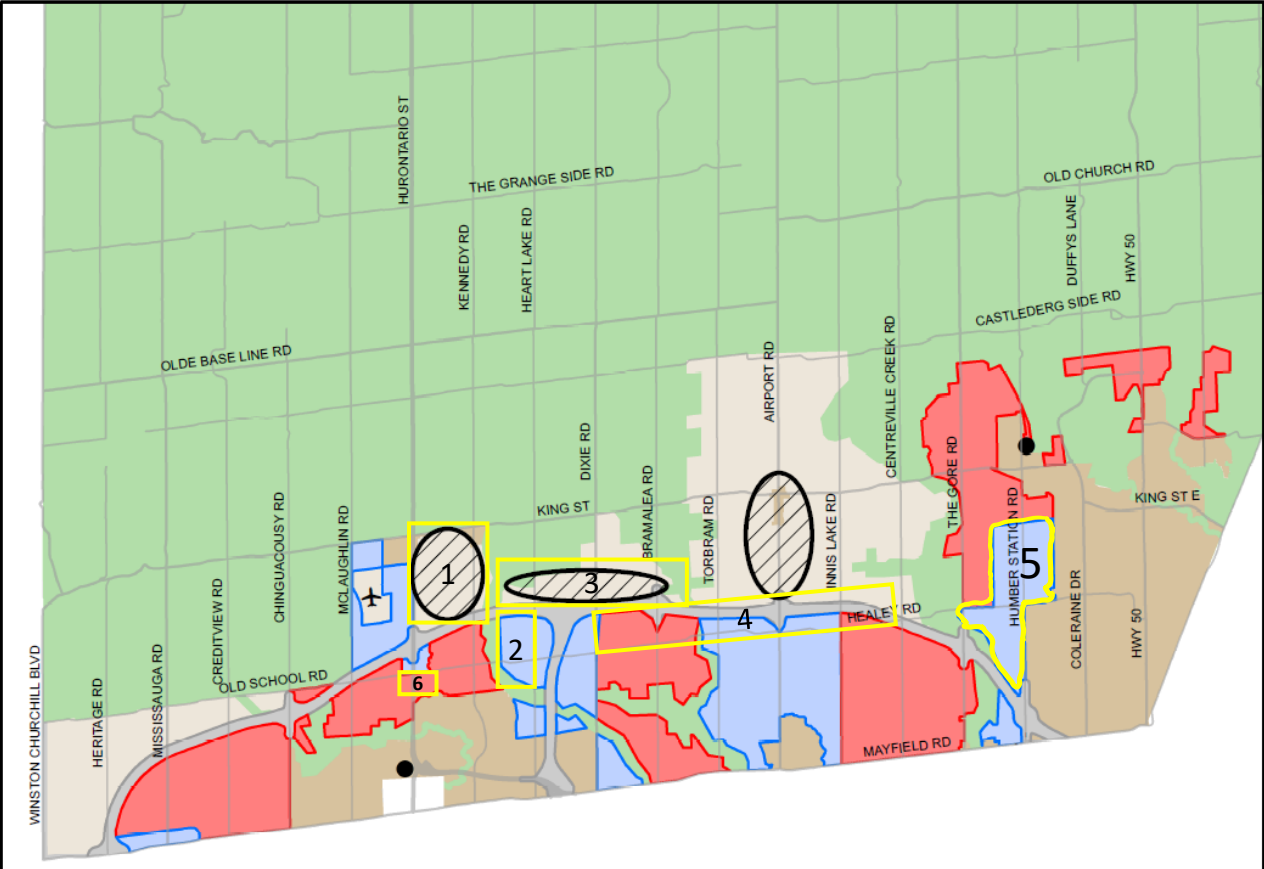 HURONTARIO ST
THE GRANGE SIDE RD
OLD CHURCH RD
KENNEDY RD
HEART LAKE RD
DUFFYS LANE
HWY 50
CASTLEDERG SIDE RD
OLDE BASE LINE RD
AIRPORT RD
CENTREVILLE CREEK RD
DIXIE RD
BRAMALEA RD
THE GORE RD
KING ST
KING ST E
CHINGUACOUSY RD
MCLAUGHLIN RD
TORBRAM RD
INNIS LAKE RD
HUMBER STATION RD
1
3
5
CREDITVIEW RD
4
HEALEY RD
COLERAINE DR
HWY 50
2
OLD SCHOOL RD
6
WINSTON CHURCHILL BLVD
HERITAGE RD
MISSISSAUGA RD
MAYFIELD RD